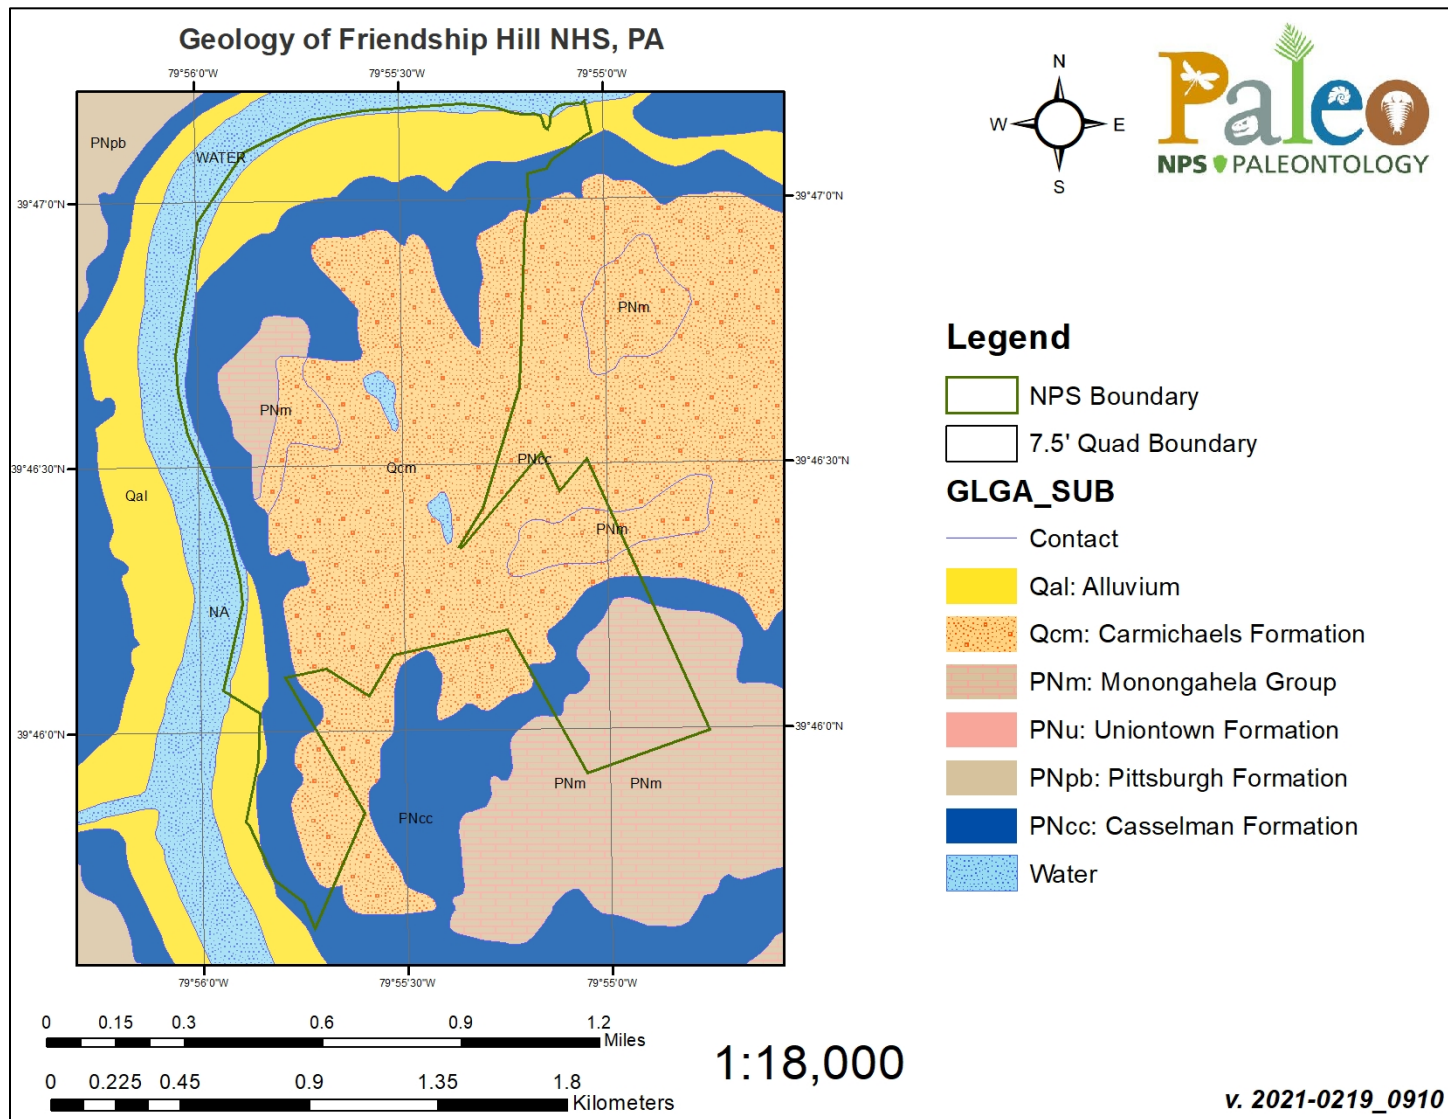 Geology of Friendship Hill NHS, PA
79°56'0"W
79°55'30"W
79°55'0"W
N
W
E
S
Paleo
NPS PALEONTOLOGY
PNpb
WATER
39°47'0"N
39°47'0"N
PNm
PNm
PNcc
Qcm
39°46'30"N
39°46'30"N
Qal
PNm
NA
39°46'0"N
39°46'0"N
PNm
PNm
PNcc
79°56'0"W
79°55'30"W
79°55'0"W
Legend
NPS Boundary
7.5' Quad Boundary
GLGA_SUB
Contact
Qal: Alluvium
Qcm: Carmichaels Formation
PNm: Monongahela Group
PNu: Uniontown Formation
PNpb: Pittsburgh Formation
PNcc: Casselman Formation
Water
0 0.15 0.3 0.6 0.9 1.2
Miles
0 0.225 0.45 0.9 1.35 1.8
Kilometers
1:18,000
v. 2021-0219_0910